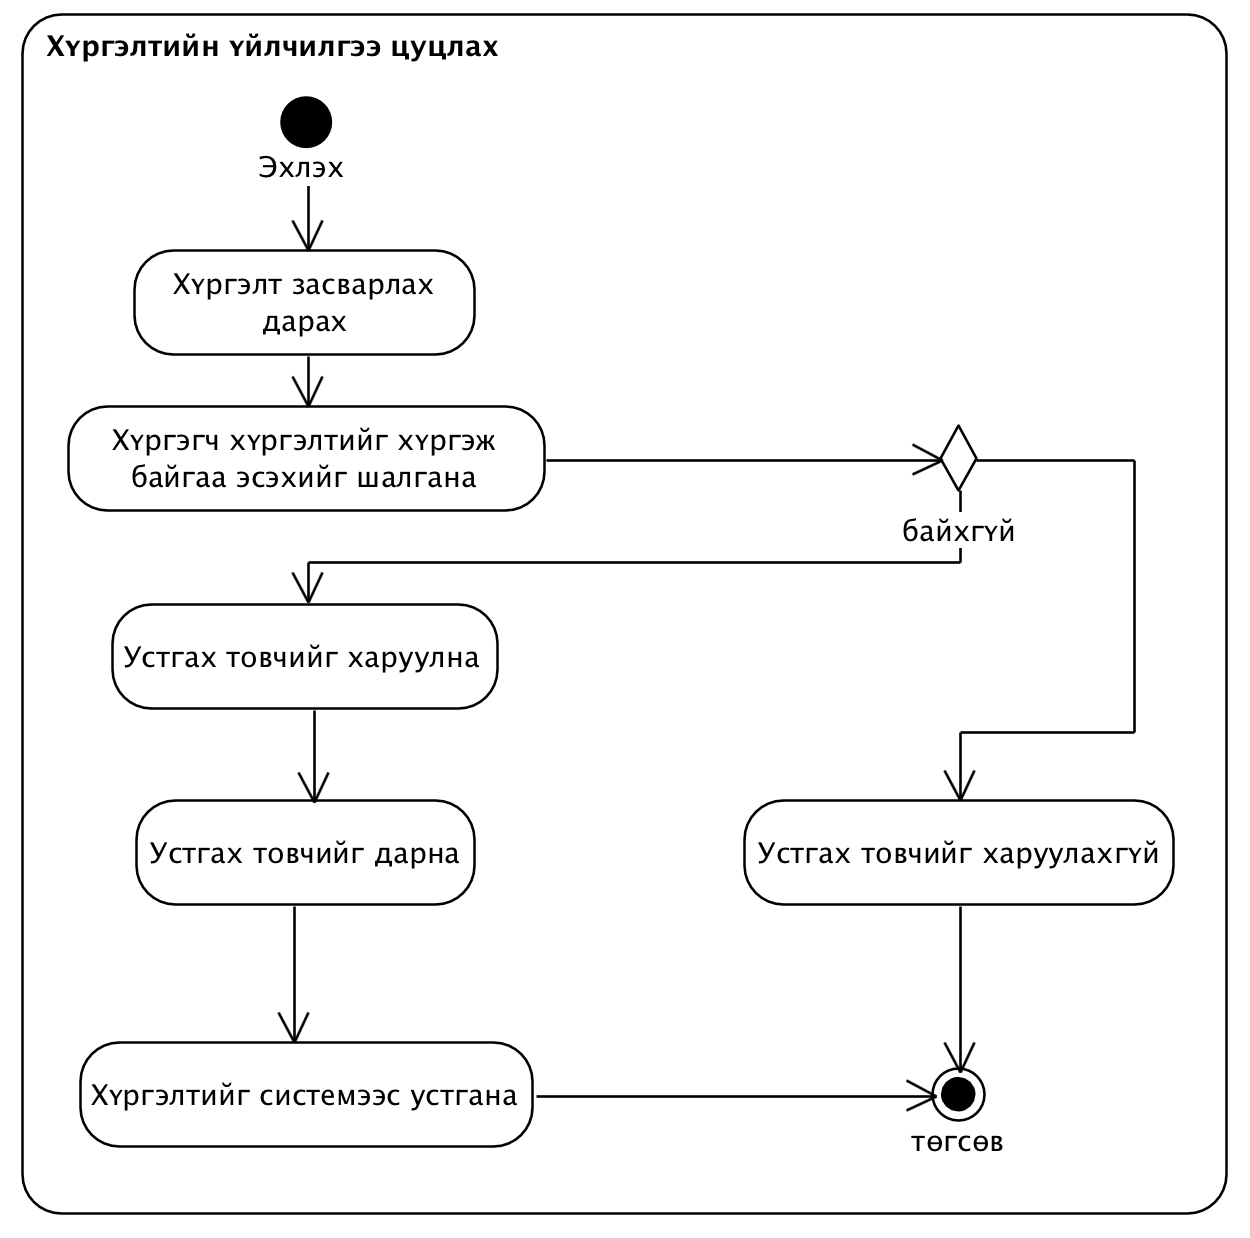 Хүргэлтийн үйлчилгээ цуцлах
Эхлэх
Хүргэлт засварлах
дарах
Хүргэгч хүргэлтийг хүргэж
байгаа эсэхийг шалгана
байхгүй
Устгах товчийг харуулна
Устгах товчийг дарна
Устгах товчийг харуулахгүй
Хүргэлтийг системээс устгана
төгсөв